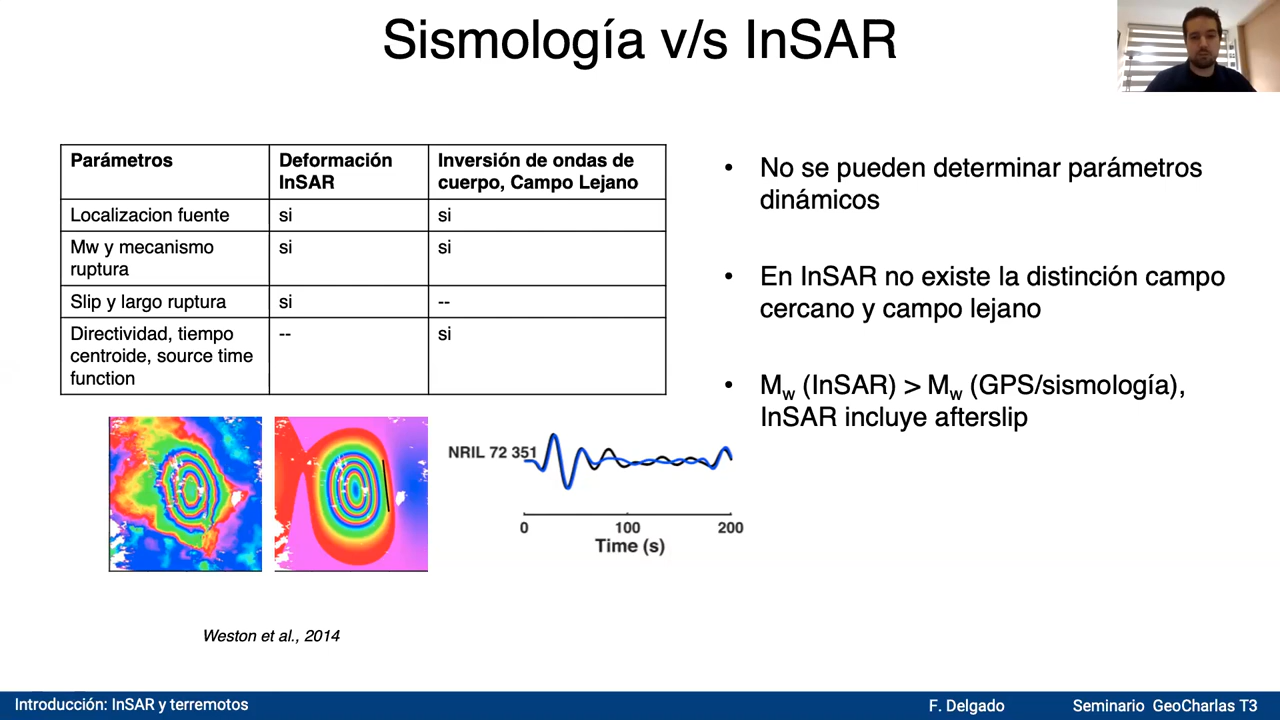 Sismología v/s InSAR
Parámetros
Deformación
InSAR
Inversión de ondas de
cuerpo, Campo Lejano
Localizacion fuente
si
si
Mw y mecanismo
ruptura
si
si
Slip y largo ruptura
si
--
Directividad, tiempo
centroide, source time
function
--
si
• No se pueden determinar parámetros
dinámicos
• En InSAR no existe la distinción campo
cercano y campo lejano
• Mw (InSAR) > Mw (GPS/sismología),
InSAR incluye afterslip
NRIL 72 351
0 100 200
Time (s)
Weston et al., 2014
Introducción: InSAR y terremotos
F. Delgado
Seminario GeoCharlas T3